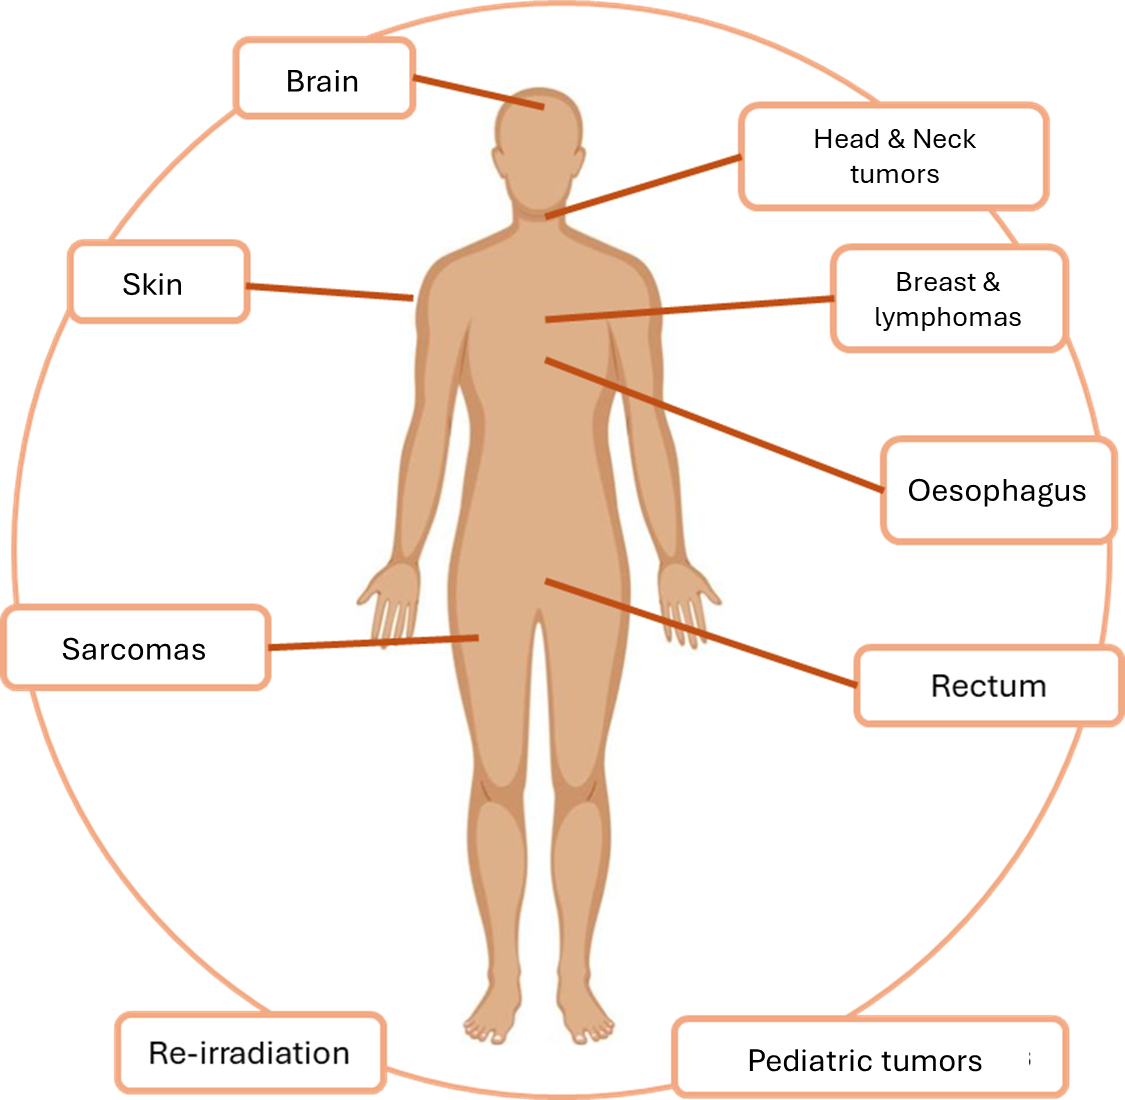 Brain
Head & Neck
tumors
Skin
Breast &
lymphomas
Oesophagus
Sarcomas
Rectum
Re-irradiation
Pediatric tumors